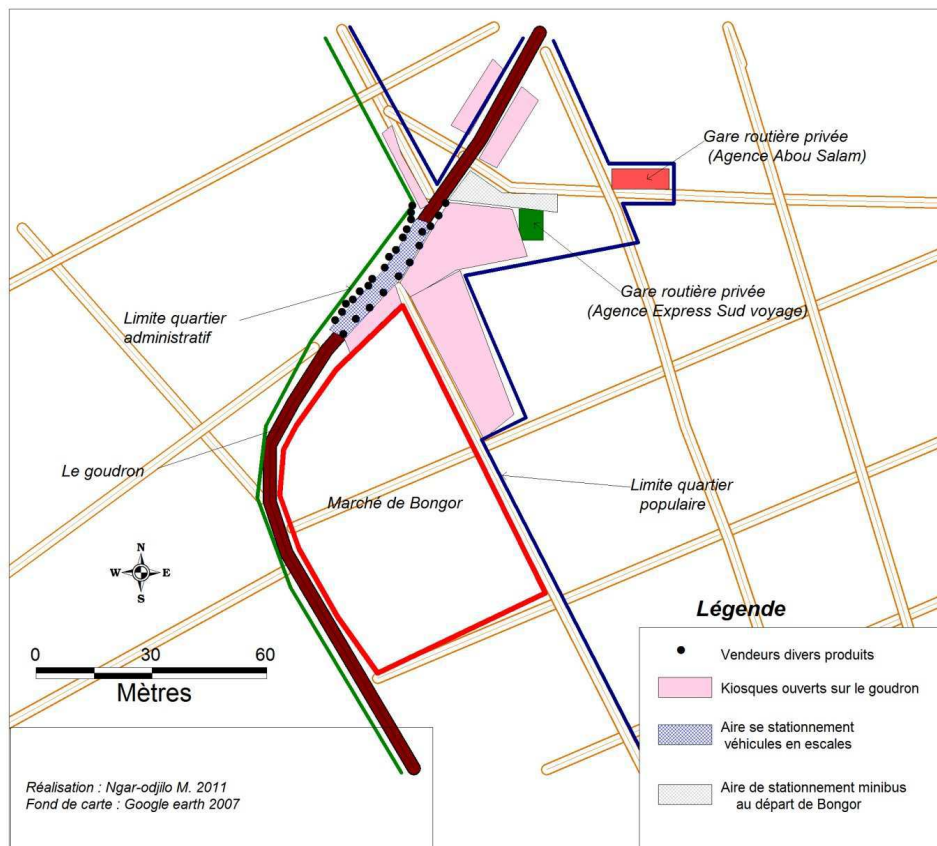 Gare routière privée
(Agence Abou Salam)
Gare routière privée
(Agence Express Sud voyage)
Limite quartier
administratif
Le goudron
Marché de Bongor
Limite quartier
populaire
N
W E
S
0 30 60
Mètres
Légende
Vendeurs divers produits
Kiosques ouverts sur le goudron
Aire se stationnement
véhicules en escales
Aire de stationnement minibus
au départ de Bongor
Réalisation : Ngar-odjilo M. 2011
Fond de carte : Google earth 2007